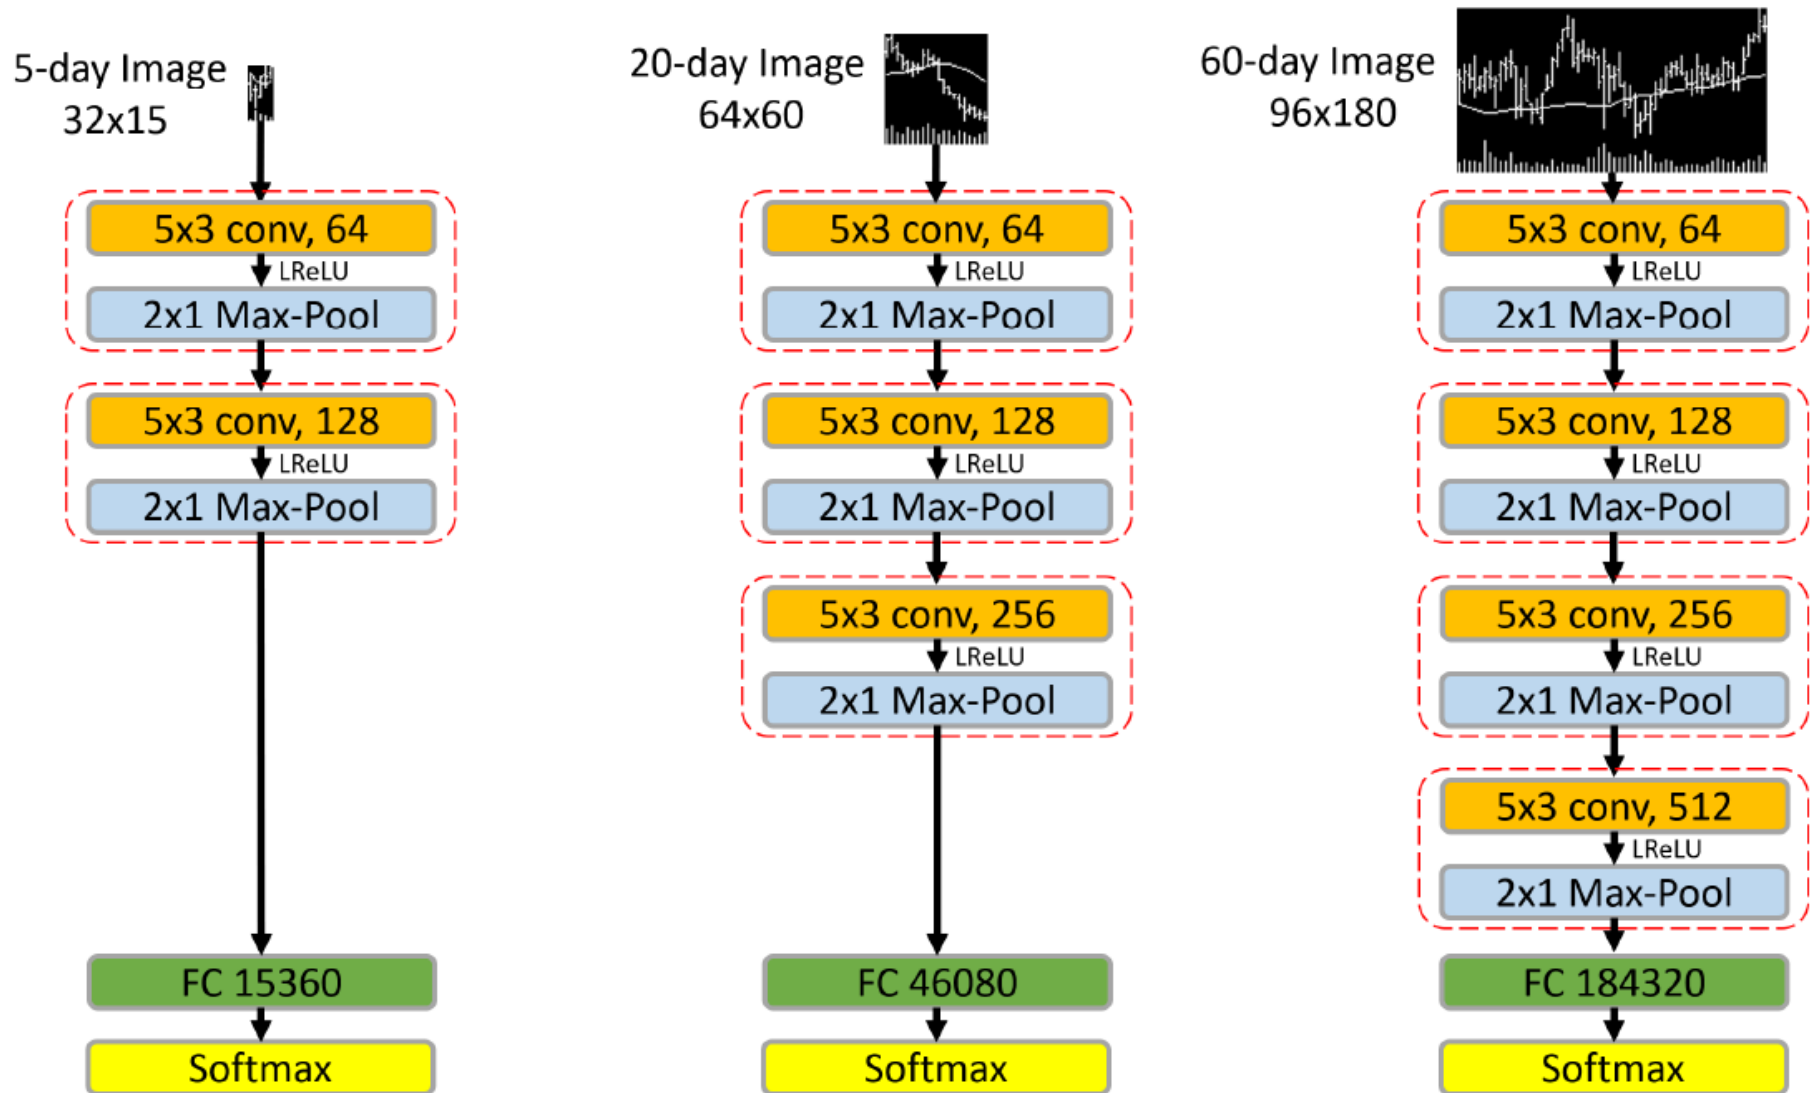 5-day Image
32x15
5x3 conv, 64
LReLU
2x1 Max-Pool
5x3 conv, 128
LReLU
2x1 Max-Pool
FC 15360
Softmax
20-day Image
64x60
5x3 conv, 64
LReLU
2x1 Max-Pool
5x3 conv, 128
LReLU
2x1 Max-Pool
5x3 conv, 256
LReLU
2x1 Max-Pool
FC 46080
Softmax
60-day Image
96x180
5x3 conv, 64
LReLU
2x1 Max-Pool
5x3 conv, 128
LReLU
2x1 Max-Pool
5x3 conv, 256
LReLU
2x1 Max-Pool
5x3 conv, 512
LReLU
2x1 Max-Pool
FC 184320
Softmax